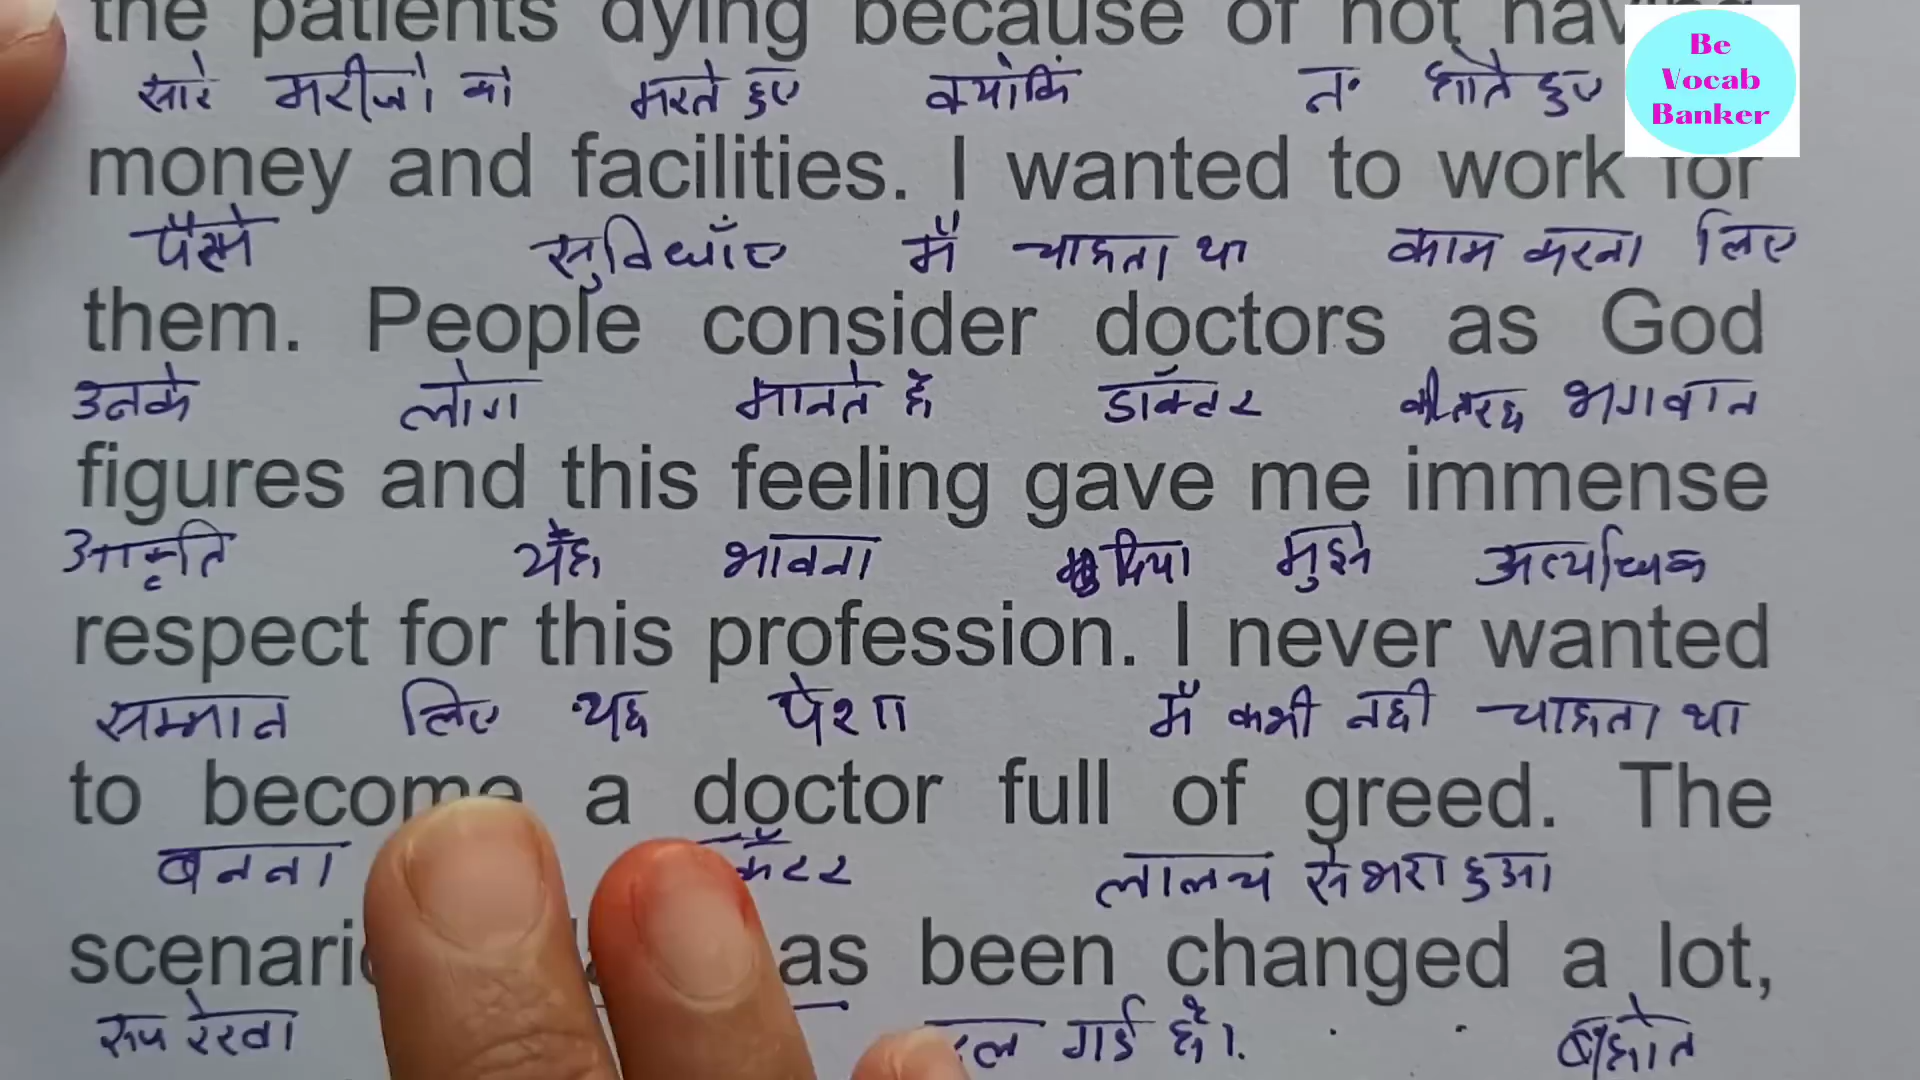 the patients dying because of not having
Be
Vocab
Banker
सारे मरीजों को मरते हुए क्योकिं न होते हुए
money and facilities. I wanted to work for
पैसे सुविधाँए मैं चाहता था काम करना लिए
them. People consider doctors as God
उनके लोग मानते है डॉक्टर की तरह भगवान
figures and this feeling gave me immense
आकृति यह भावना दिया मुझे अत्यधिक
respect for this profession. I never wanted
सम्मान लिए यह पेशा मैं कभी नही चाहता था
to become a doctor full of greed. The
बनना लालच से भरा हुआ
been changed a lot,
रूप रेखा गई है। बहोत